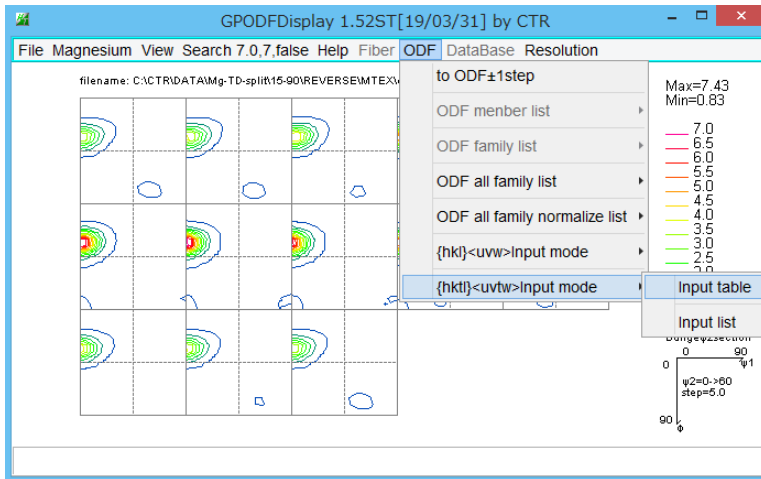 GPODFDisplay 1.52ST[19/03/31] by CTR
File Magnesium View Search 7.0,7,false Help Fiber ODF DataBase Resolution
filename: C:\CTR\DATA\Mg-TD-split\15-90\REVERSE\MTEX\
to ODF±1step
ODF menber list
ODF family list
ODF all family list
ODF all family normalize list
{hkl}<uvw>Input mode
{hktl}<uvtw>Input mode
Input table
Input list
Max=7.43
Min=0.83
7.0
6.5
6.0
5.5
5.0
4.5
4.0
3.5
3.0
2.5
0 90
0 ψ1
ψ2=0->60
step=5.0
90
Φ